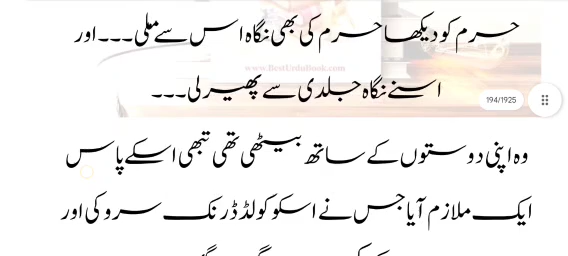 حرم کو دیکھا حرم کی بھی نگاہ اس سے ملی۔۔۔اور
www.BestUrduBook.com
اسنے نگاہ جلدی سے پھیر لی۔۔۔
194/1925
وہ اپنی دوستوں کے ساتھ بیٹھی تھی تبھی اسکے پاس
ایک ملازم آیا جس نے اسکو کولڈ ڈرنک سرو کی اور